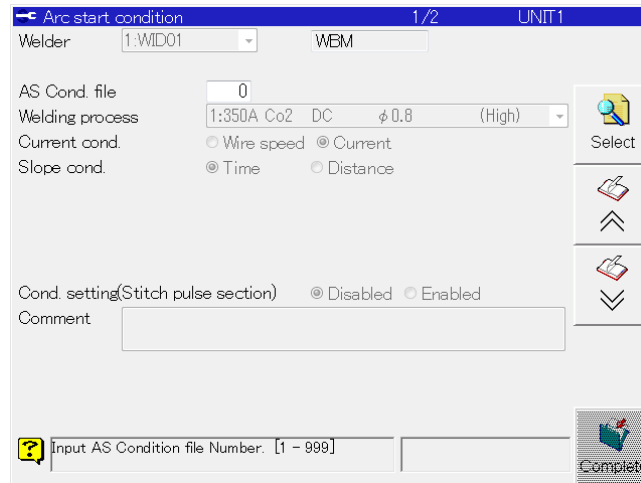 Arc start condition 1/2 UNIT1
Welder 1:WID01 WBM
AS Cond. file 0
Welding process 1:350A Co2 DC φ0.8 (High)
Current cond. Wire speed Current
Select
Slope cond. Time Distance
Cond. setting(Stitch pulse section) Disabled Enabled
Comment
Input AS Condition file Number. [1 - 999]
Complet